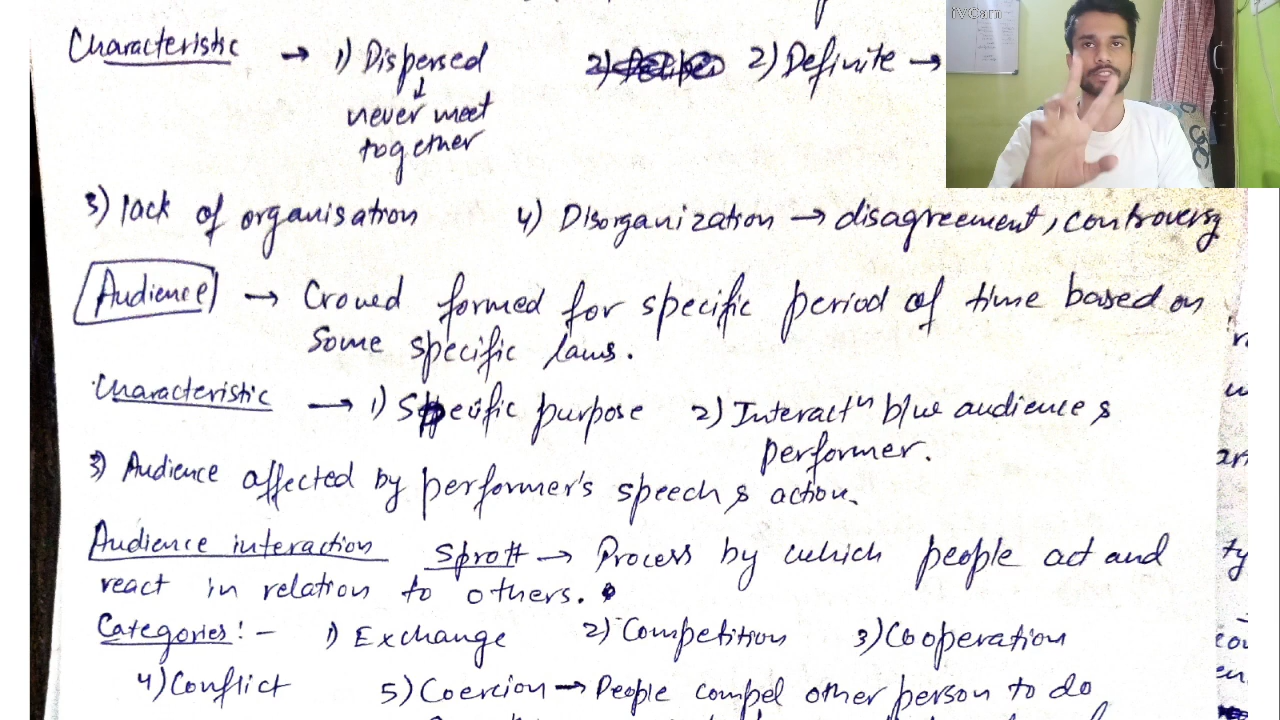 Characteristic → 1) Dispersed 2) Definite →
↓
never meet
together
3) lack of organisation 4) Disorganization → disagreement, controversy
Audience → Crowd formed for specific period of time based on
some specific laws.
Characteristic → 1) Specific purpose 2) Interactⁿ b/w audience &
performer.
3) Audience affected by performer's speech & action.
Audience interaction Sprott → Process by which people act and
react in relation to others.
Categories:- 1) Exchange 2) Competition 3) Cooperation
4) Conflict 5) Coercion → People compel other person to do